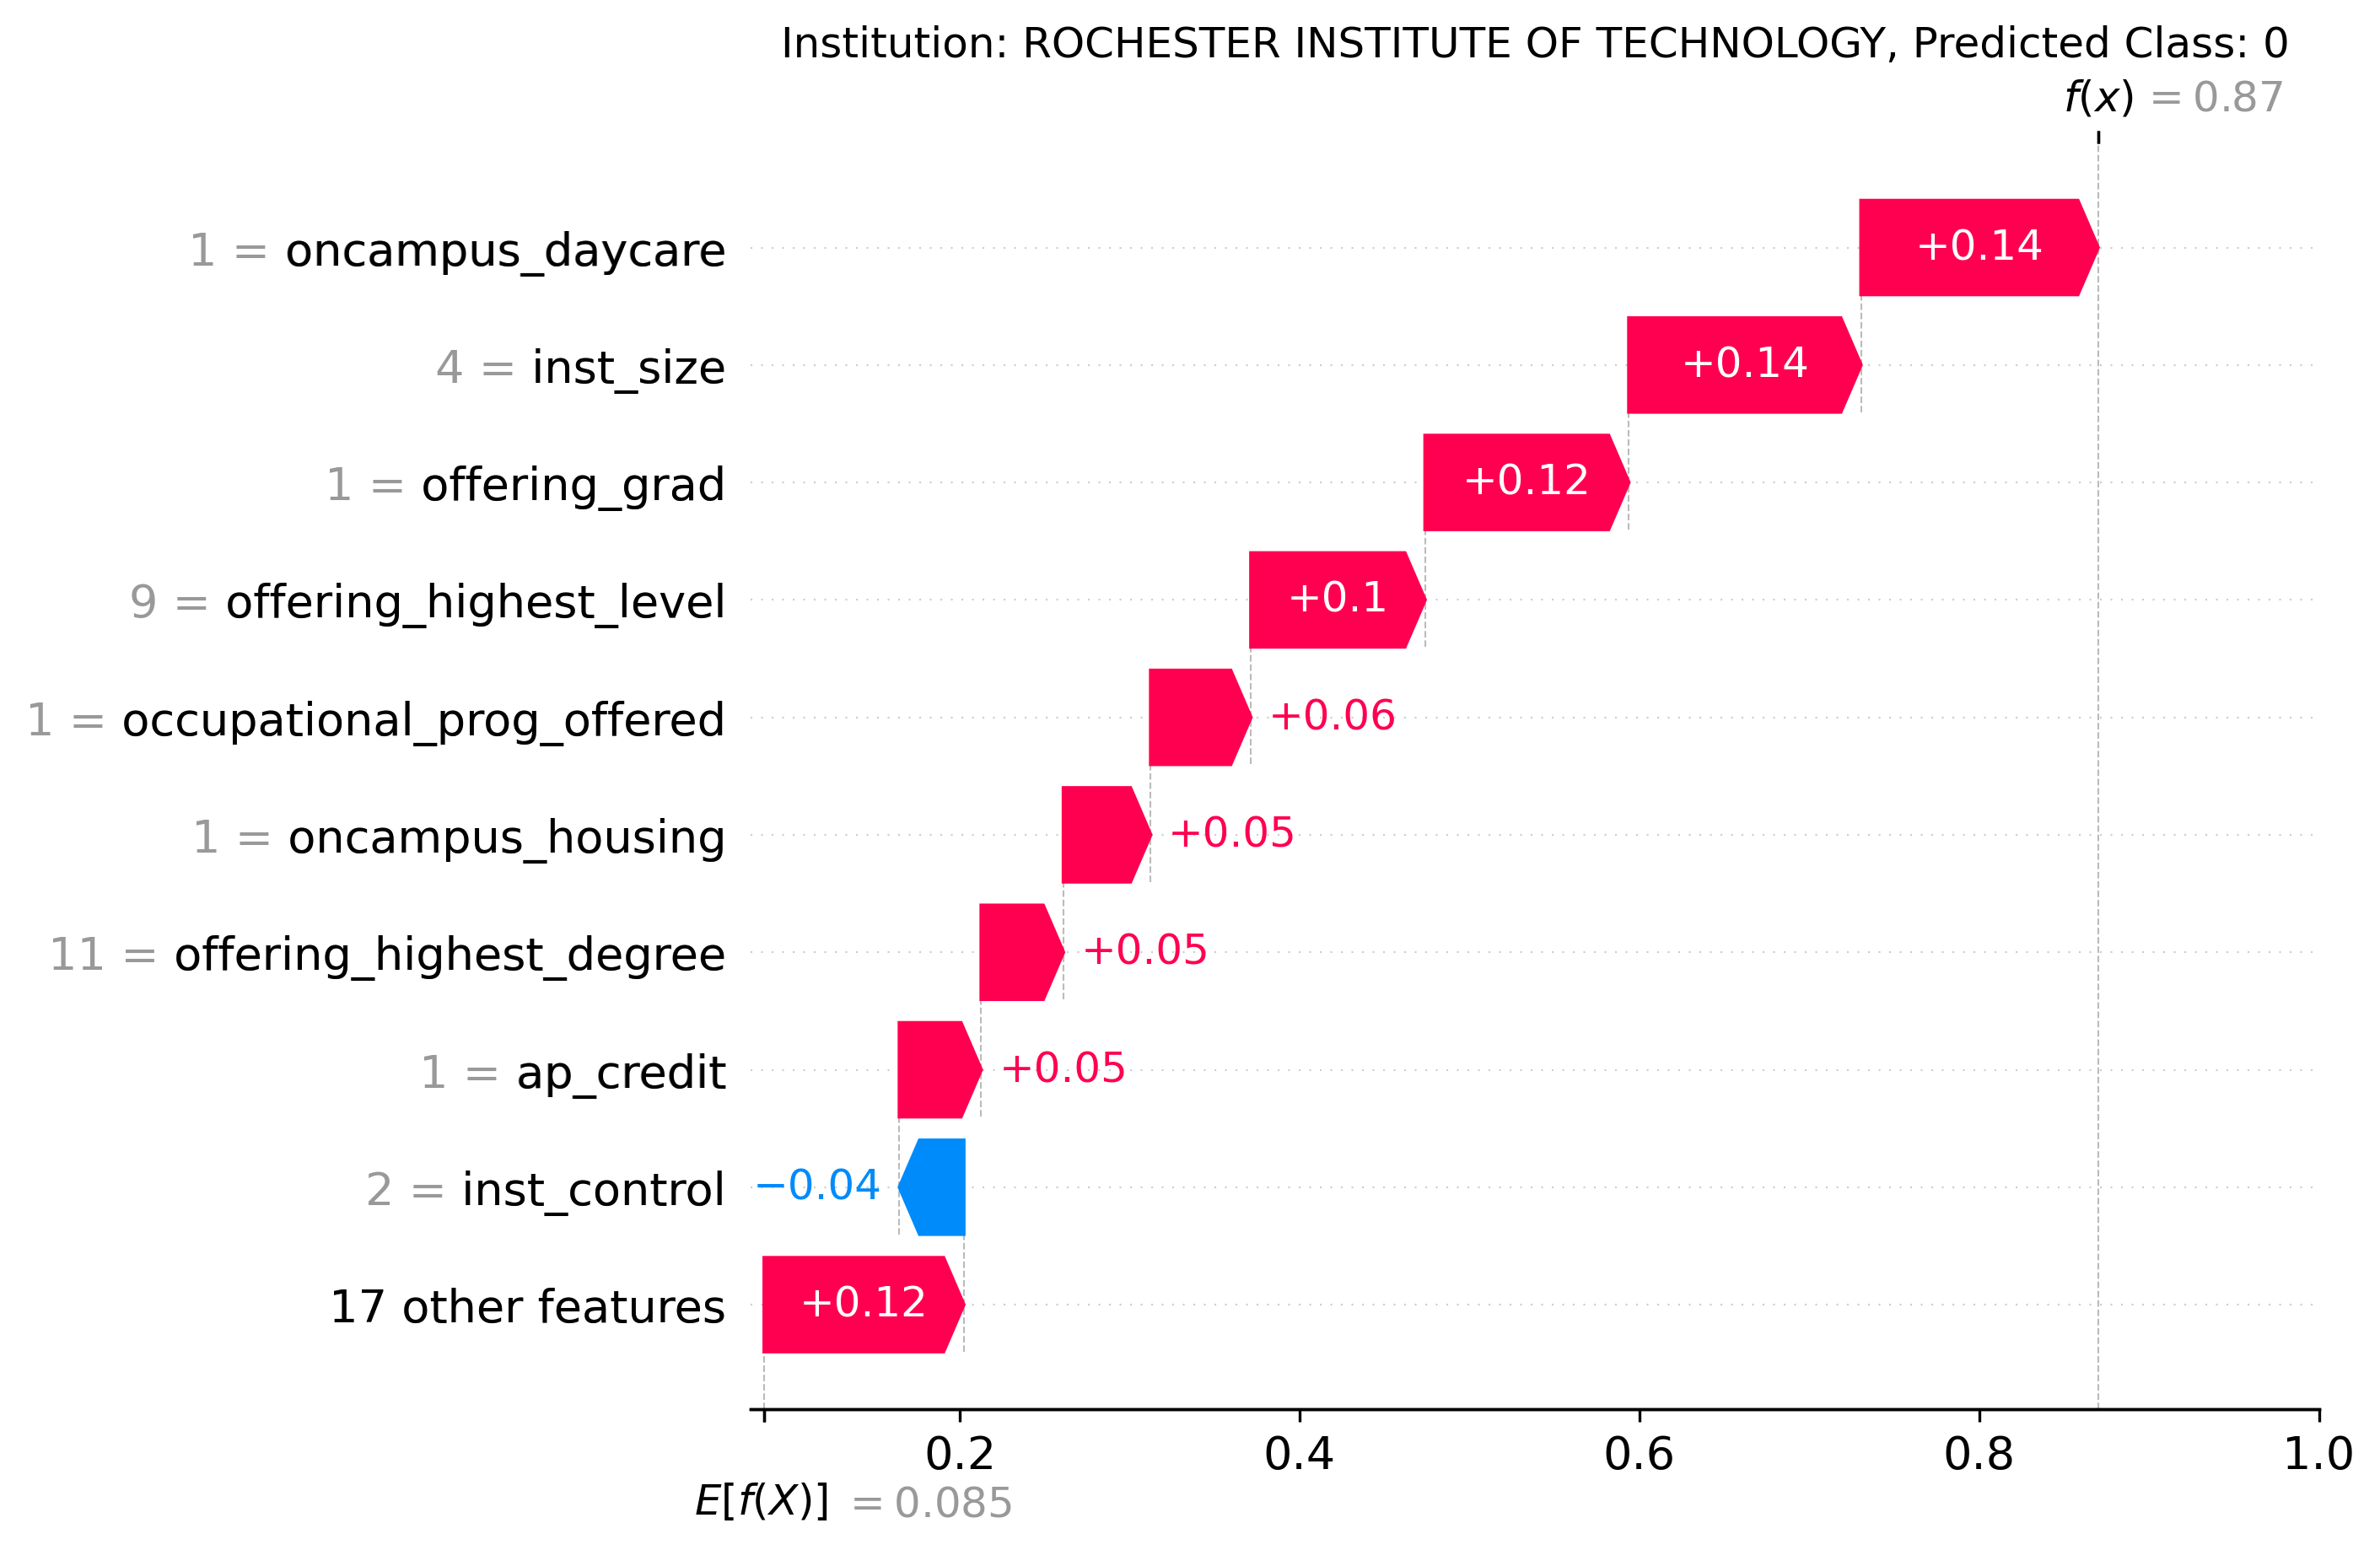 Institution: ROCHESTER INSTITUTE OF TECHNOLOGY, Predicted Class: 0
f(x) = 0.87
1 = oncampus_daycare +0.14
4 = inst_size +0.14
1 = offering_grad +0.12
9 = offering_highest_level +0.1
1 = occupational_prog_offered +0.06
1 = oncampus_housing +0.05
11 = offering_highest_degree +0.05
1 = ap_credit +0.05
2 = inst_control −0.04
17 other features +0.12
0.2 0.4 0.6 0.8 1.0
E[f(X)] = 0.085